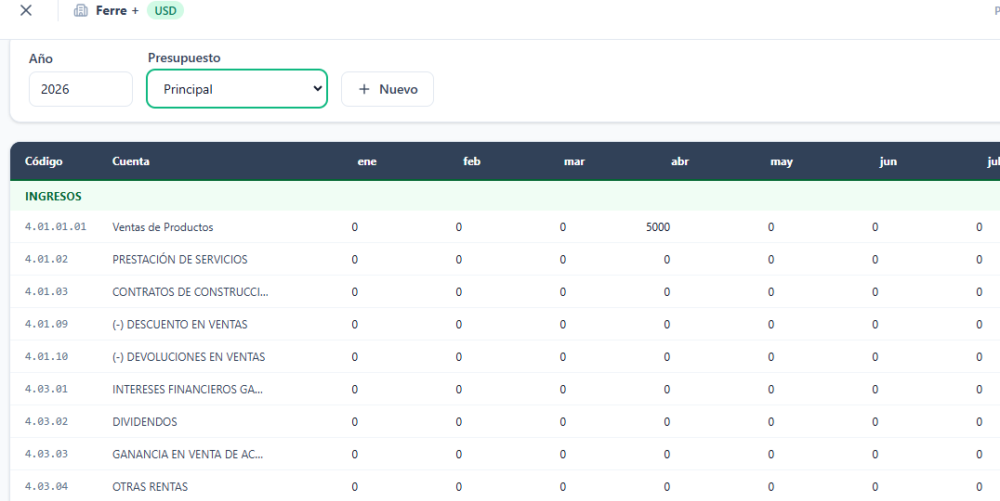 Ferre + USD
Año Presupuesto
2026 Principal + Nuevo
Código Cuenta ene feb mar abr may jun jul
INGRESOS
4.01.01.01 Ventas de Productos 0 0 0 5000 0 0 0
4.01.02 PRESTACIÓN DE SERVICIOS 0 0 0 0 0 0 0
4.01.03 CONTRATOS DE CONSTRUCCI... 0 0 0 0 0 0 0
4.01.09 (-) DESCUENTO EN VENTAS 0 0 0 0 0 0 0
4.01.10 (-) DEVOLUCIONES EN VENTAS 0 0 0 0 0 0 0
4.03.01 INTERESES FINANCIEROS GA... 0 0 0 0 0 0 0
4.03.02 DIVIDENDOS 0 0 0 0 0 0 0
4.03.03 GANANCIA EN VENTA DE AC... 0 0 0 0 0 0 0
4.03.04 OTRAS RENTAS 0 0 0 0 0 0 0